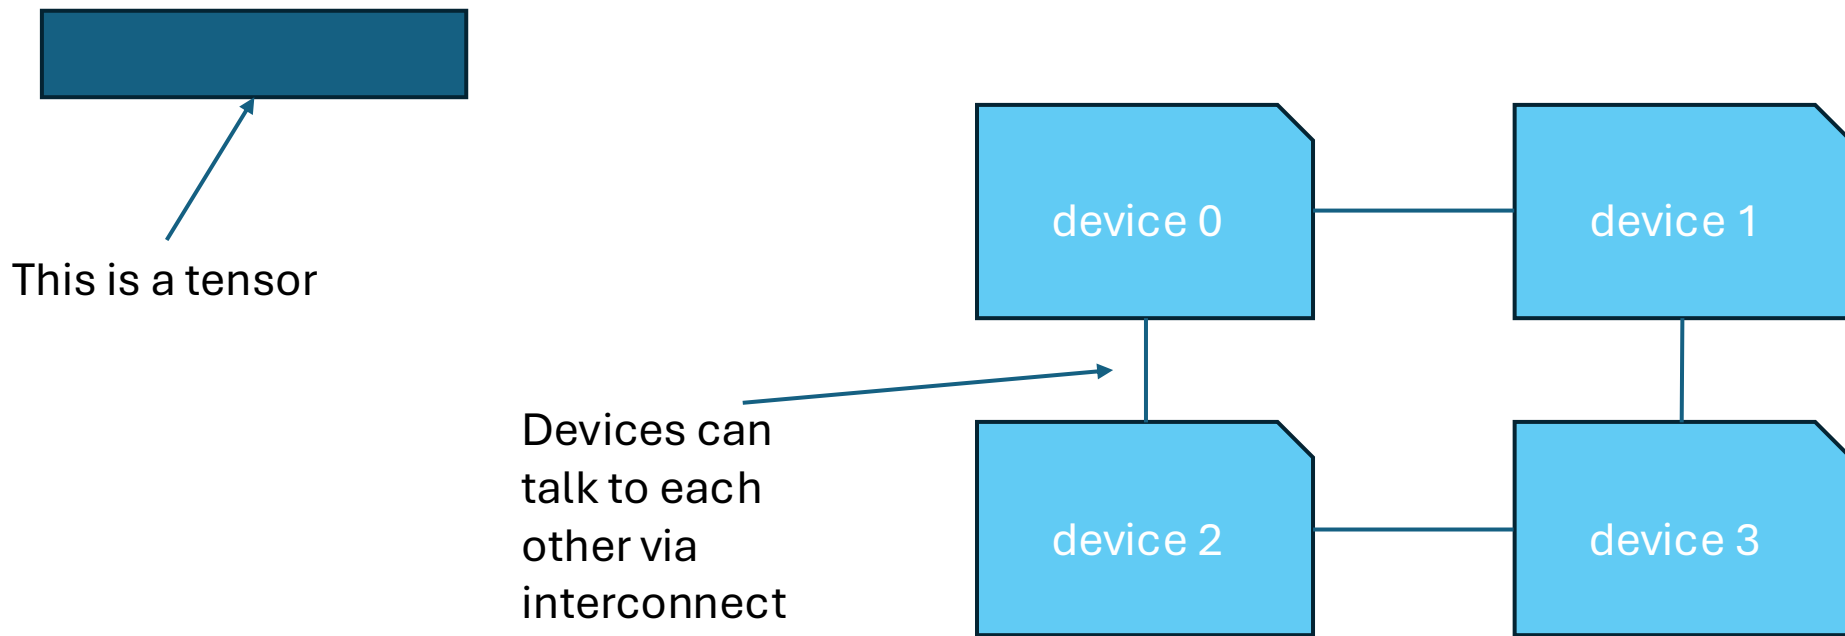 This is a tensor
device 0
device 1
Devices can
talk to each
other via
interconnect
device 2
device 3